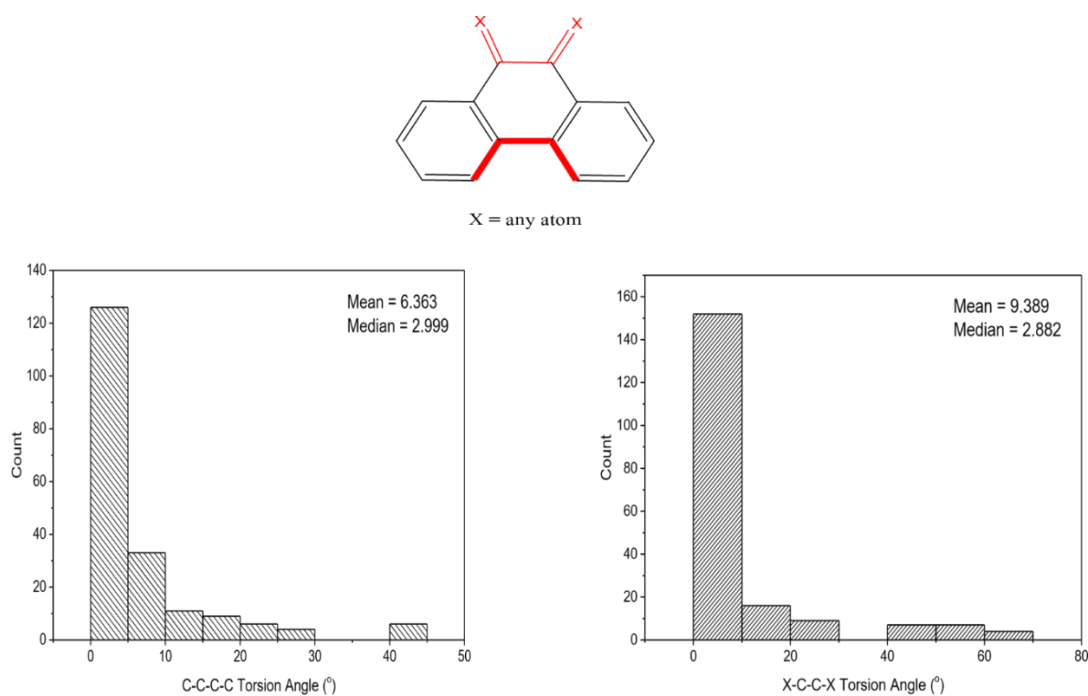 X X
X = any atom
140
120
100
80
60
40
20
0
Count
Mean = 6.363
Median = 2.999
0 10 20 30 40 50
C-C-C-C Torsion Angle (°)
160
140
120
100
80
60
40
20
0
Count
Mean = 9.389
Median = 2.882
0 20 40 60 80
X-C-C-X Torsion Angle (°)